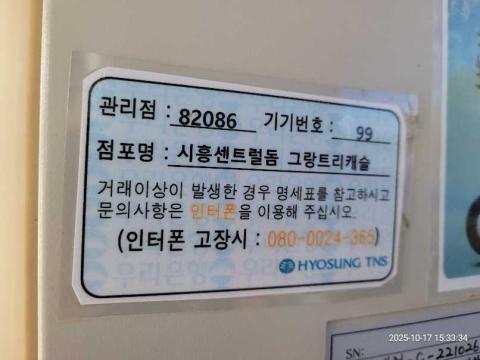 관리점 : 82086 기기번호 : 99
점포명 : 시흥센트럴돔 그랑트리캐슬
거래이상이 발생한 경우 명세표를 참고하시고
문의사항은 인터폰을 이용해 주십시오.
(인터폰 고장시 : 080-0024-365)
HYOSUNG TNS
우리은행
SN:
2025-10-17 15:33:34